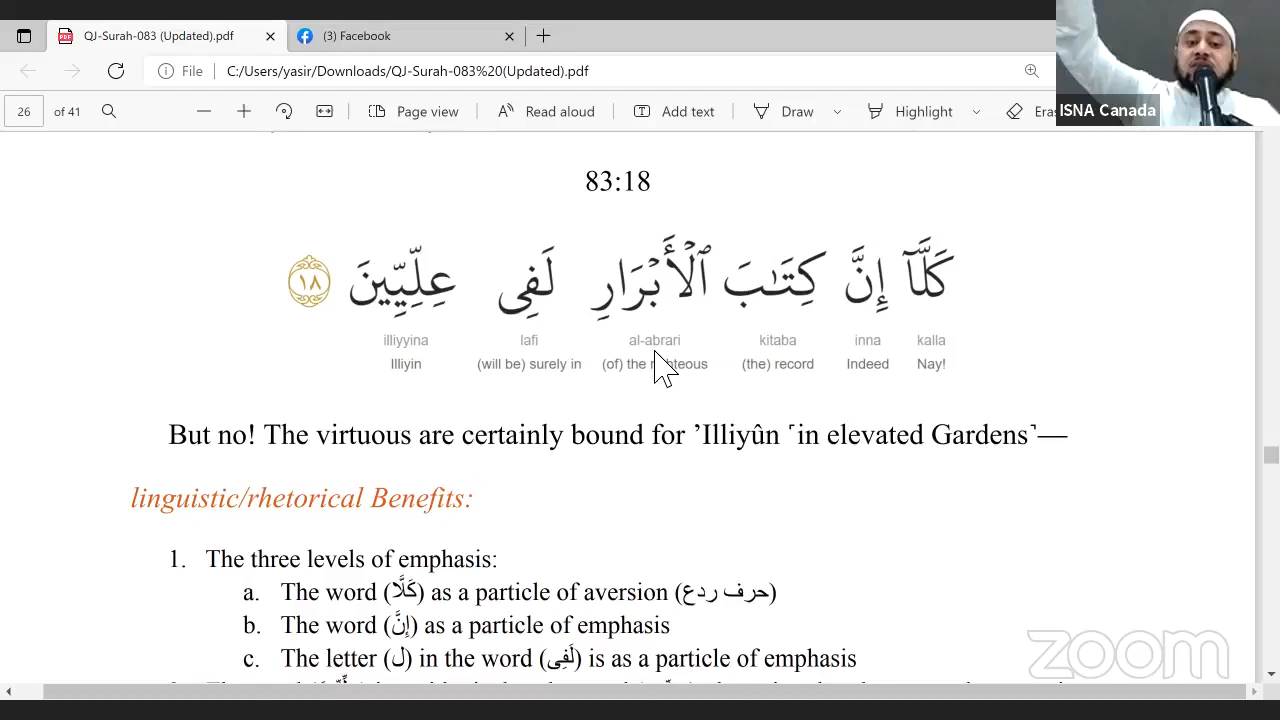 QJ-Surah-083 (Updated).pdf
(3) Facebook
File
C:/Users/yasir/Downloads/QJ-Surah-083%20(Updated).pdf
26 of 41
Page view
Read aloud
Add text
Draw
Highlight
Era
ISNA Canada
83:18
كَلَّآ إِنَّ كِتَـٰبَ ٱلْأَبْرَارِ لَفِى عِلِّيِّينَ ١٨
illiyyina lafi al-abrari kitaba inna kalla
Illiyin (will be) surely in (of) the righteous (the) record Indeed Nay!
But no! The virtuous are certainly bound for ’Illiyûn ˹in elevated Gardens˺—
linguistic/rhetorical Benefits:
1. The three levels of emphasis:
a. The word (كَلَّا) as a particle of aversion (حرف ردع)
b. The word (إِنَّ) as a particle of emphasis
c. The letter (ل) in the word (لَفِى) is as a particle of emphasis
zoom